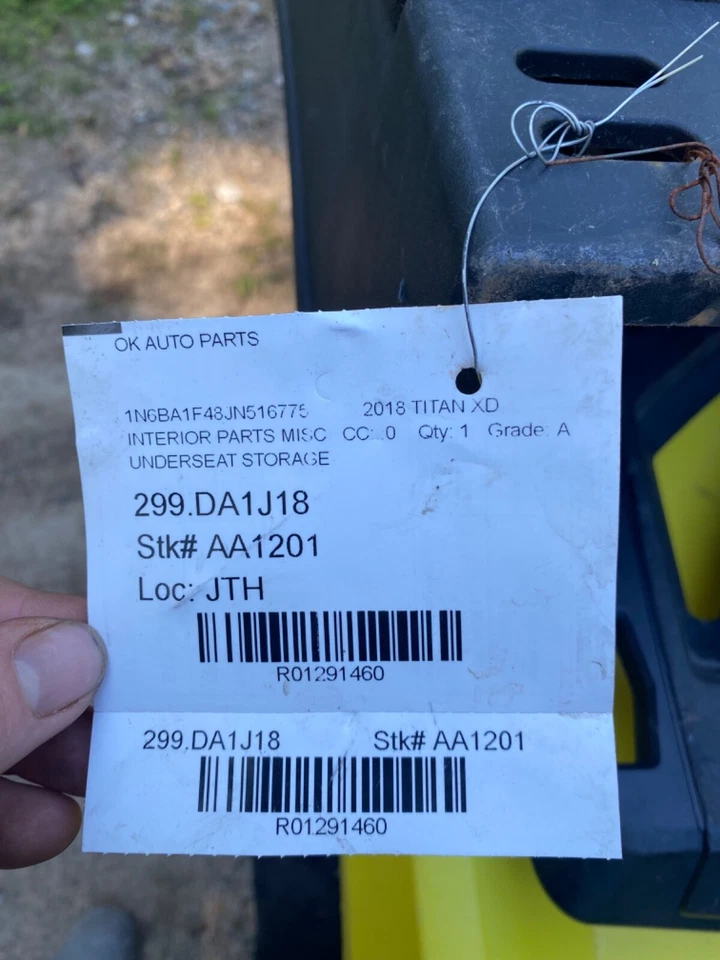 OK AUTO PARTS
1N6BA1F48JN516775 2018 TITAN XD
INTERIOR PARTS MISC CC: .0 Qty: 1 Grade: A
UNDERSEAT STORAGE
299.DA1J18
Stk# AA1201
Loc: JTH
R01291460
299.DA1J18 Stk# AA1201
R01291460